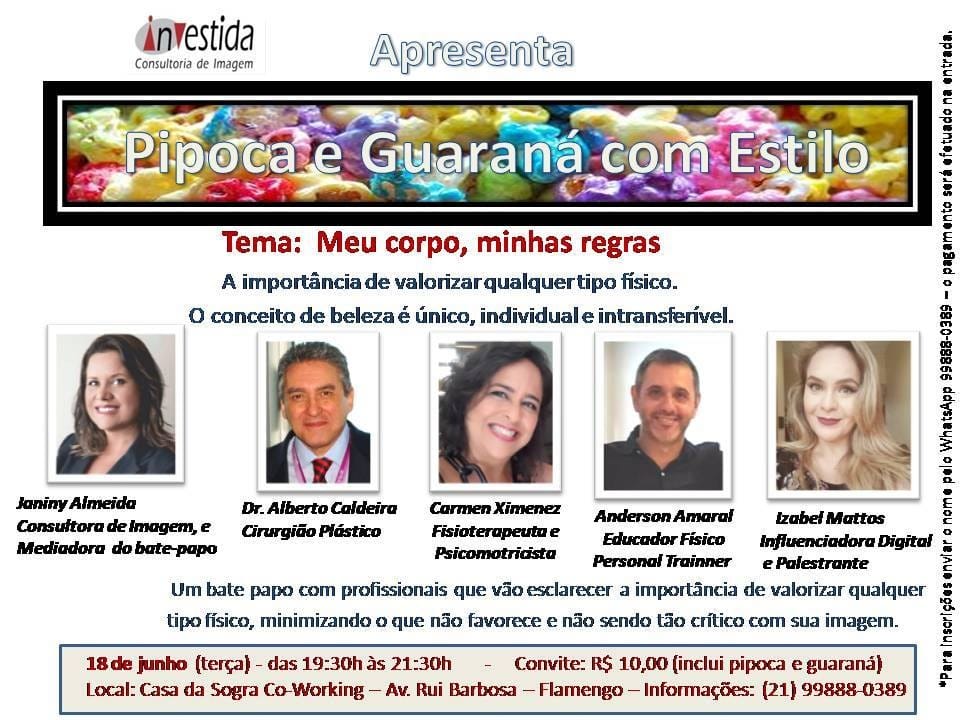 investida
Consultoria de Imagem
Apresenta
Pipoca e Guaraná com Estilo
Tema: Meu corpo, minhas regras
A importância de valorizar qualquer tipo físico.
O conceito de beleza é único, individual e intransferível.
Janiny Almeida
Consultora de Imagem, e
Mediadora do bate-papo
Dr. Alberto Caldeira
Cirurgião Plástico
Carmen Ximenez
Fisioterapeuta e
Psicomotricista
Anderson Amaral
Educador Físico
Personal Trainner
Izabel Mattos
Influenciadora Digital
e Palestrante
Um bate papo com profissionais que vão esclarecer a importância de valorizar qualquer
tipo físico, minimizando o que não favorece e não sendo tão crítico com sua imagem.
18 de junho (terça) - das 19:30h às 21:30h - Convite: R$ 10,00 (inclui pipoca e guaraná)
Local: Casa da Sogra Co-Working – Av. Rui Barbosa – Flamengo – Informações: (21) 99888-0389
*Para inscrições enviar o nome pelo WhatsApp 99888-0389 – o pagamento será efetuado na entrada.